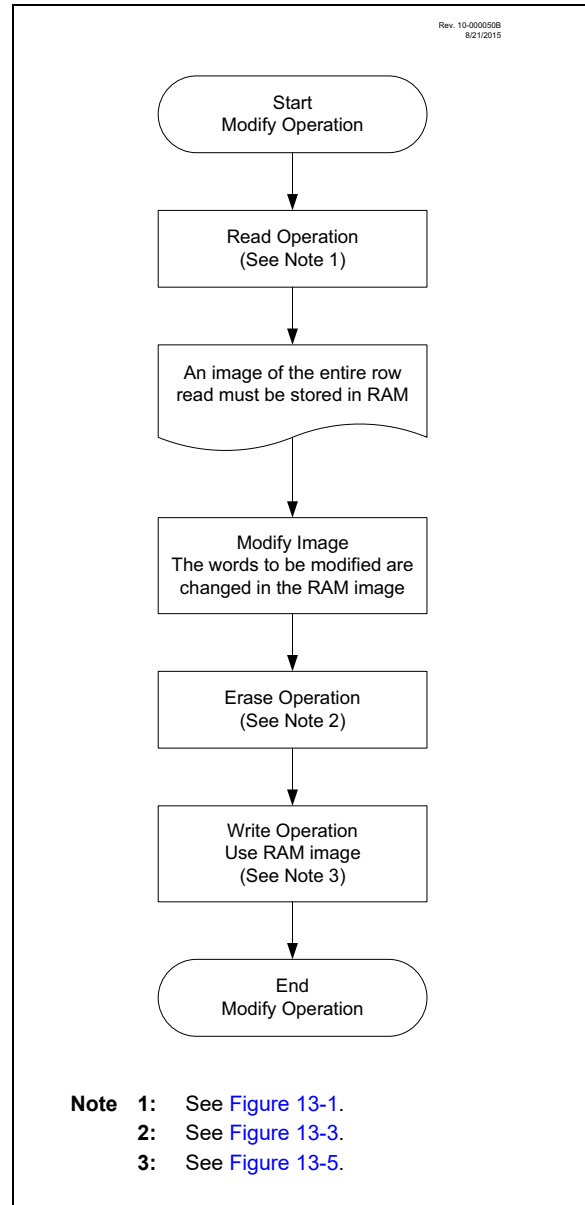 Rev. 10-000050B
8/21/2015
Start
Modify Operation
Read Operation
(See Note 1)
An image of the entire row
read must be stored in RAM
Modify Image
The words to be modified are
changed in the RAM image
Erase Operation
(See Note 2)
Write Operation
Use RAM image
(See Note 3)
End
Modify Operation
Note 1: See Figure 13-1.
2: See Figure 13-3.
3: See Figure 13-5.